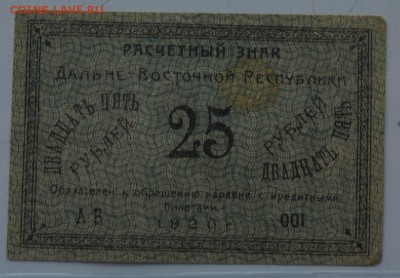 COINS.LAVE.RU
РАСЧЕТНЫЙ ЗНАК
ДАЛЬНЕ-ВОСТОЧНОЙ РЕСПУБЛИКИ
ДВАДЦАТЬ ПЯТЬ
РУБЛЕЙ
25
РУБЛЕЙ
ДВАДЦАТЬ ПЯТЬ
Обязателен к обращению наравне с кредитными
билетами.
АБ 1920г. 001